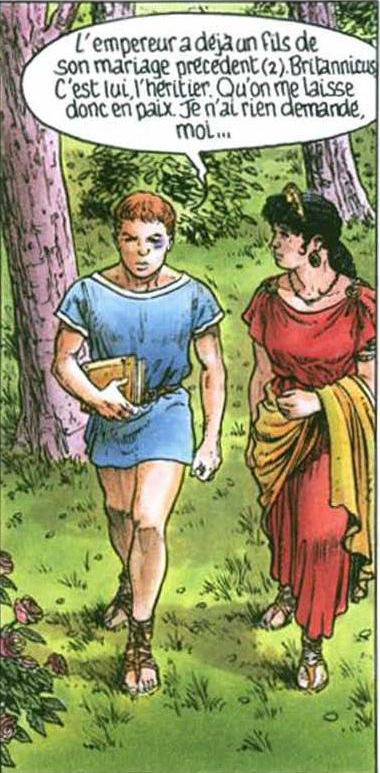 L'empereur a déjà un fils de
son mariage précédent (2). Britannicus.
C'est lui, l'héritier. Qu'on me laisse
donc en paix. Je n'ai rien demandé,
moi...